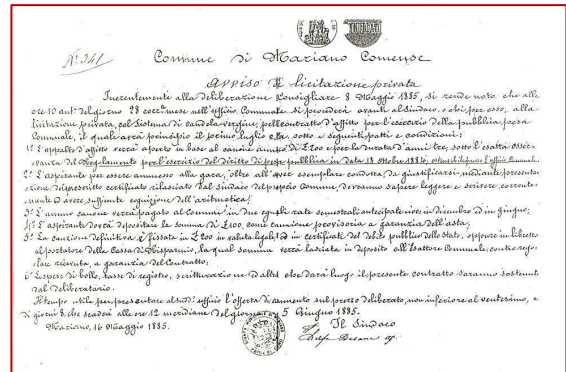 N.° 341 Comune di Mariano Comense
Avviso di licitazione privata
Inerentemente alla deliberazione Consigliare 8 Maggio 1885, si rende noto che alle
ore 10 ant.e del giorno 28 corr.e mese nell'ufficio Comunale si procederà avanti al Sindaco, o chi per esso, alla
licitazione privata, col sistema di candela vergine, pel contratto d'affitto per l'esercizio della pubblica pesa
Comunale, il quale avrà principio il primo luglio sotto i seguenti patti e condizioni:
1.° L'appalto d'affitto verrà aperto in base al canone annuo di £ 200 e per la durata d'anni tre, sotto l'esatta osser-
vanza del Regolamento per l'esercizio del diritto di peso pubblico in data 13 Ottobre 1884, l'ufficio Comunale
2.° L'aspirante per essere ammesso alla gara, oltre all'aver esemplare condotta, da giustificarsi mediante presenta-
zione del prescritto certificato rilasciato dal Sindaco del proprio Comune, dovranno sapere leggere e scrivere corrente-
mente ed avere sufficiente cognizione dell'aritmetica;
3.° L'annuo canone verrà pagato al Comune in due eguali rate semestrali anticipate cioè in dicembre ed in giugno;
4.° L'aspirante dovrà depositare la somma di £ 100 come cauzione provvisoria a garanzia dell'asta;
5.° La cauzione definitiva è fissata in £ 200 in valuta legale, od in certificati del debito pubblico dello Stato, oppure in libretto
al portatore della Cassa di Risparmio, la qual somma verrà lasciata in deposito all'Esattore Comunale, contro rego-
lare ricevuta, a garanzia del Contratto;
6.° Le spese di bollo, tasse di registro, scritturazione ed altro che darà luogo il presente contratto saranno sostenute
dal deliberatario.
Il tempo utile per presentare al sud.° ufficio l'offerta di aumento sul prezzo deliberato, non inferiore al ventesimo, è
di giorni 8, che scadrà alle ore 12 meridiane del giorno 5 Giugno 1885.
Mariano, 16 Maggio 1885.
Il Sindaco